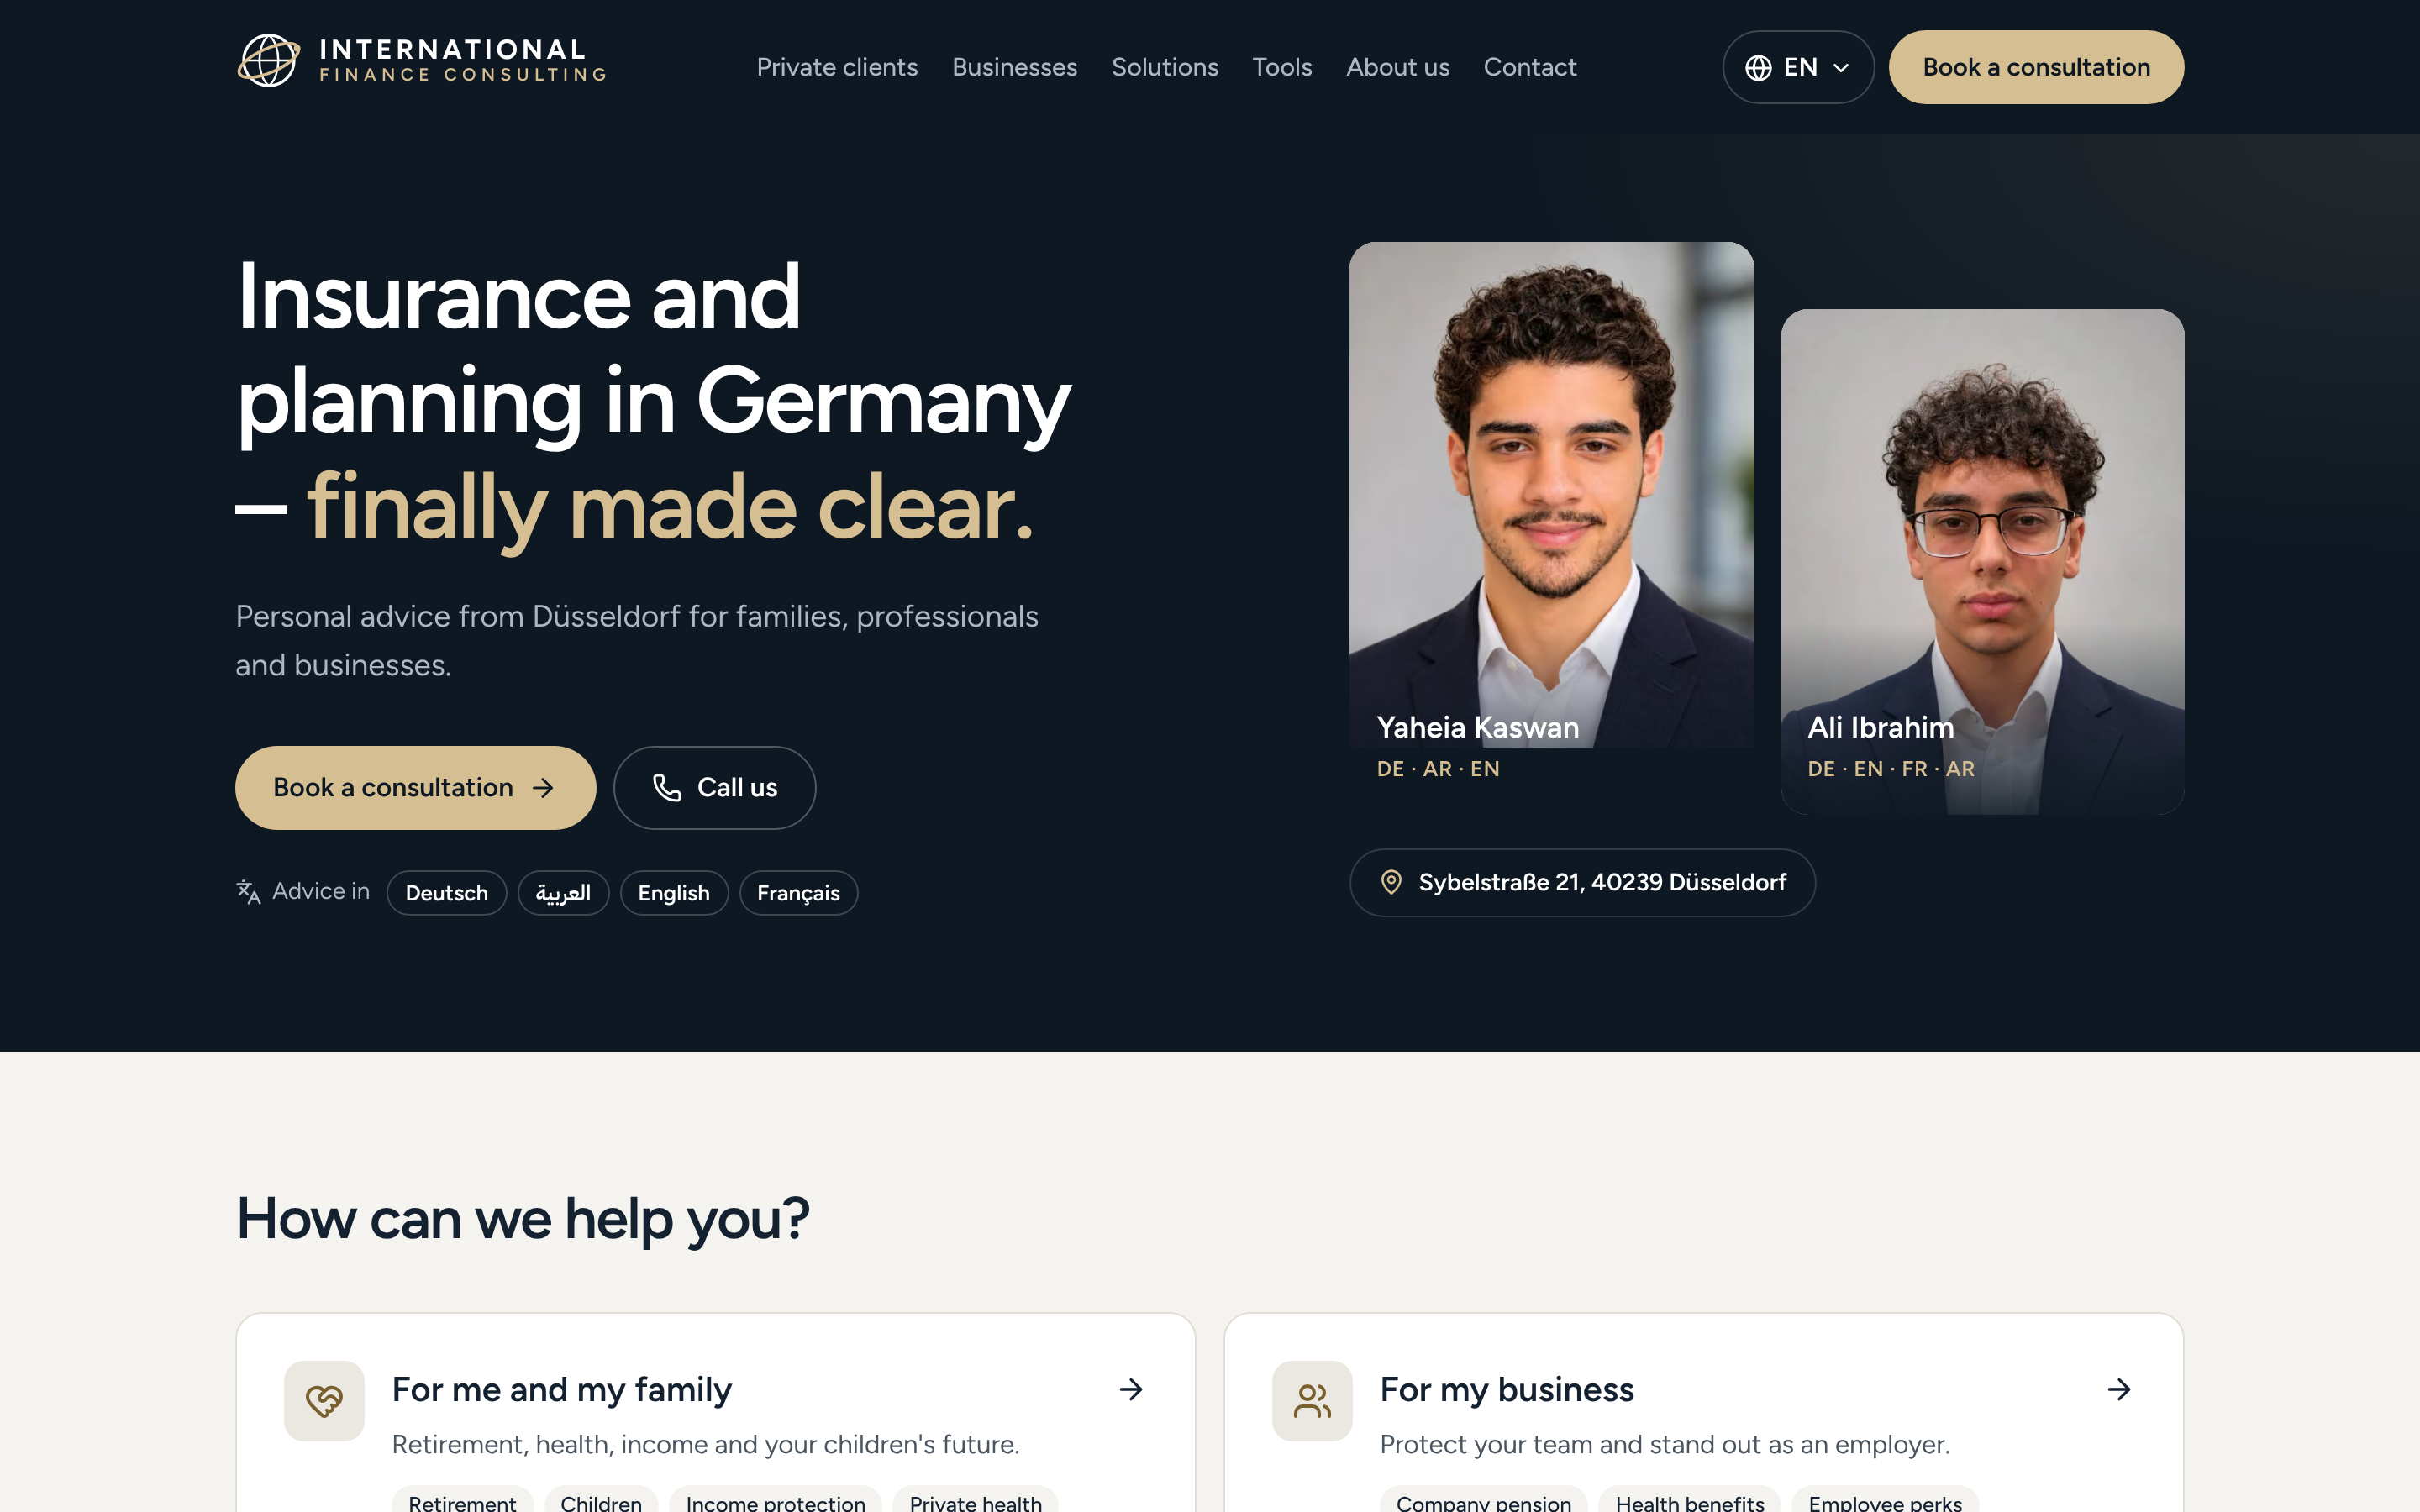 INTERNATIONAL
FINANCE CONSULTING
Private clients
Businesses
Solutions
Tools
About us
Contact
EN
Book a consultation
Insurance and
planning in Germany
– finally made clear.
Personal advice from Düsseldorf for families, professionals
and businesses.
Book a consultation
Call us
Advice in
Deutsch
العربية
English
Français
Yaheia Kaswan
DE · AR · EN
Ali Ibrahim
DE · EN · FR · AR
Sybelstraße 21, 40239 Düsseldorf
How can we help you?
For me and my family
Retirement, health, income and your children's future.
Retirement
Children
Income protection
Private health
For my business
Protect your team and stand out as an employer.
Company pension
Health benefits
Employee perks